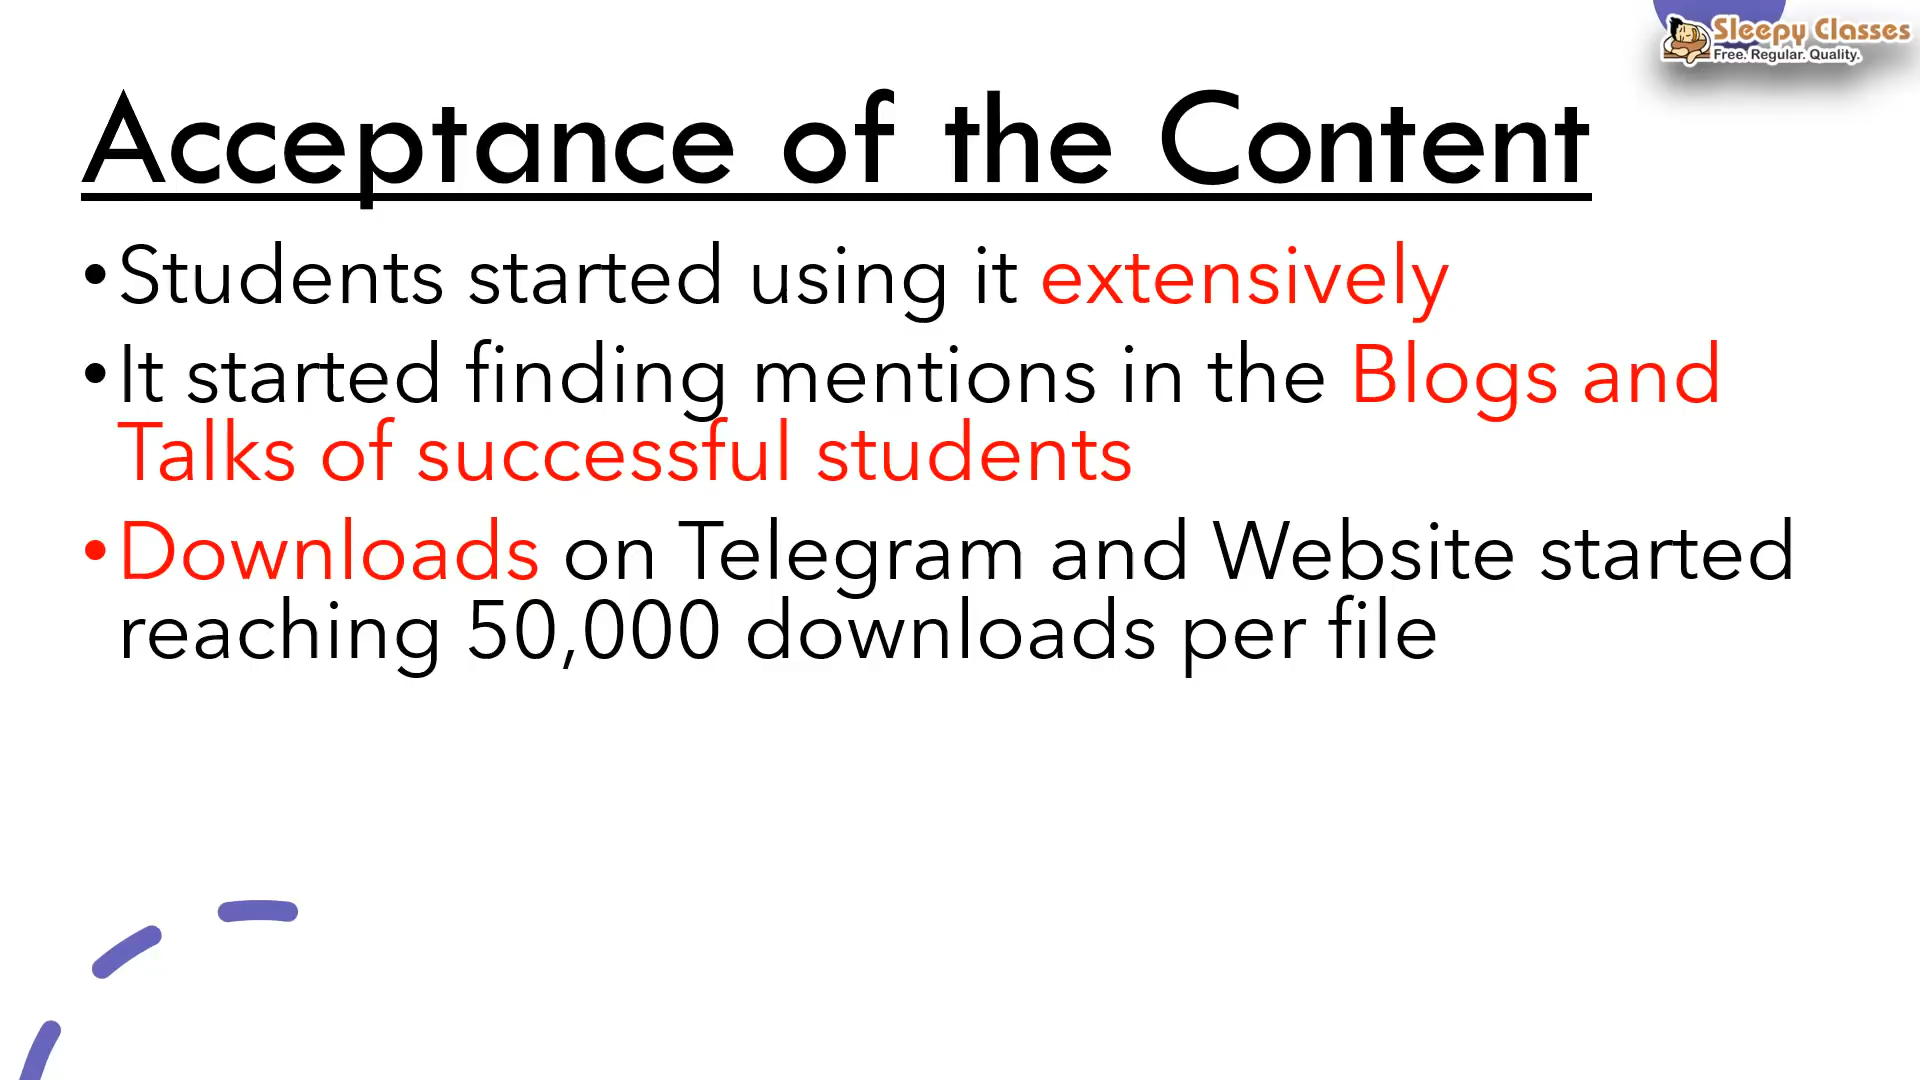 Sleepy Classes
Free. Regular. Quality.
Acceptance of the Content
•Students started using it extensively
•It started finding mentions in the Blogs and
Talks of successful students
•Downloads on Telegram and Website started
reaching 50,000 downloads per file